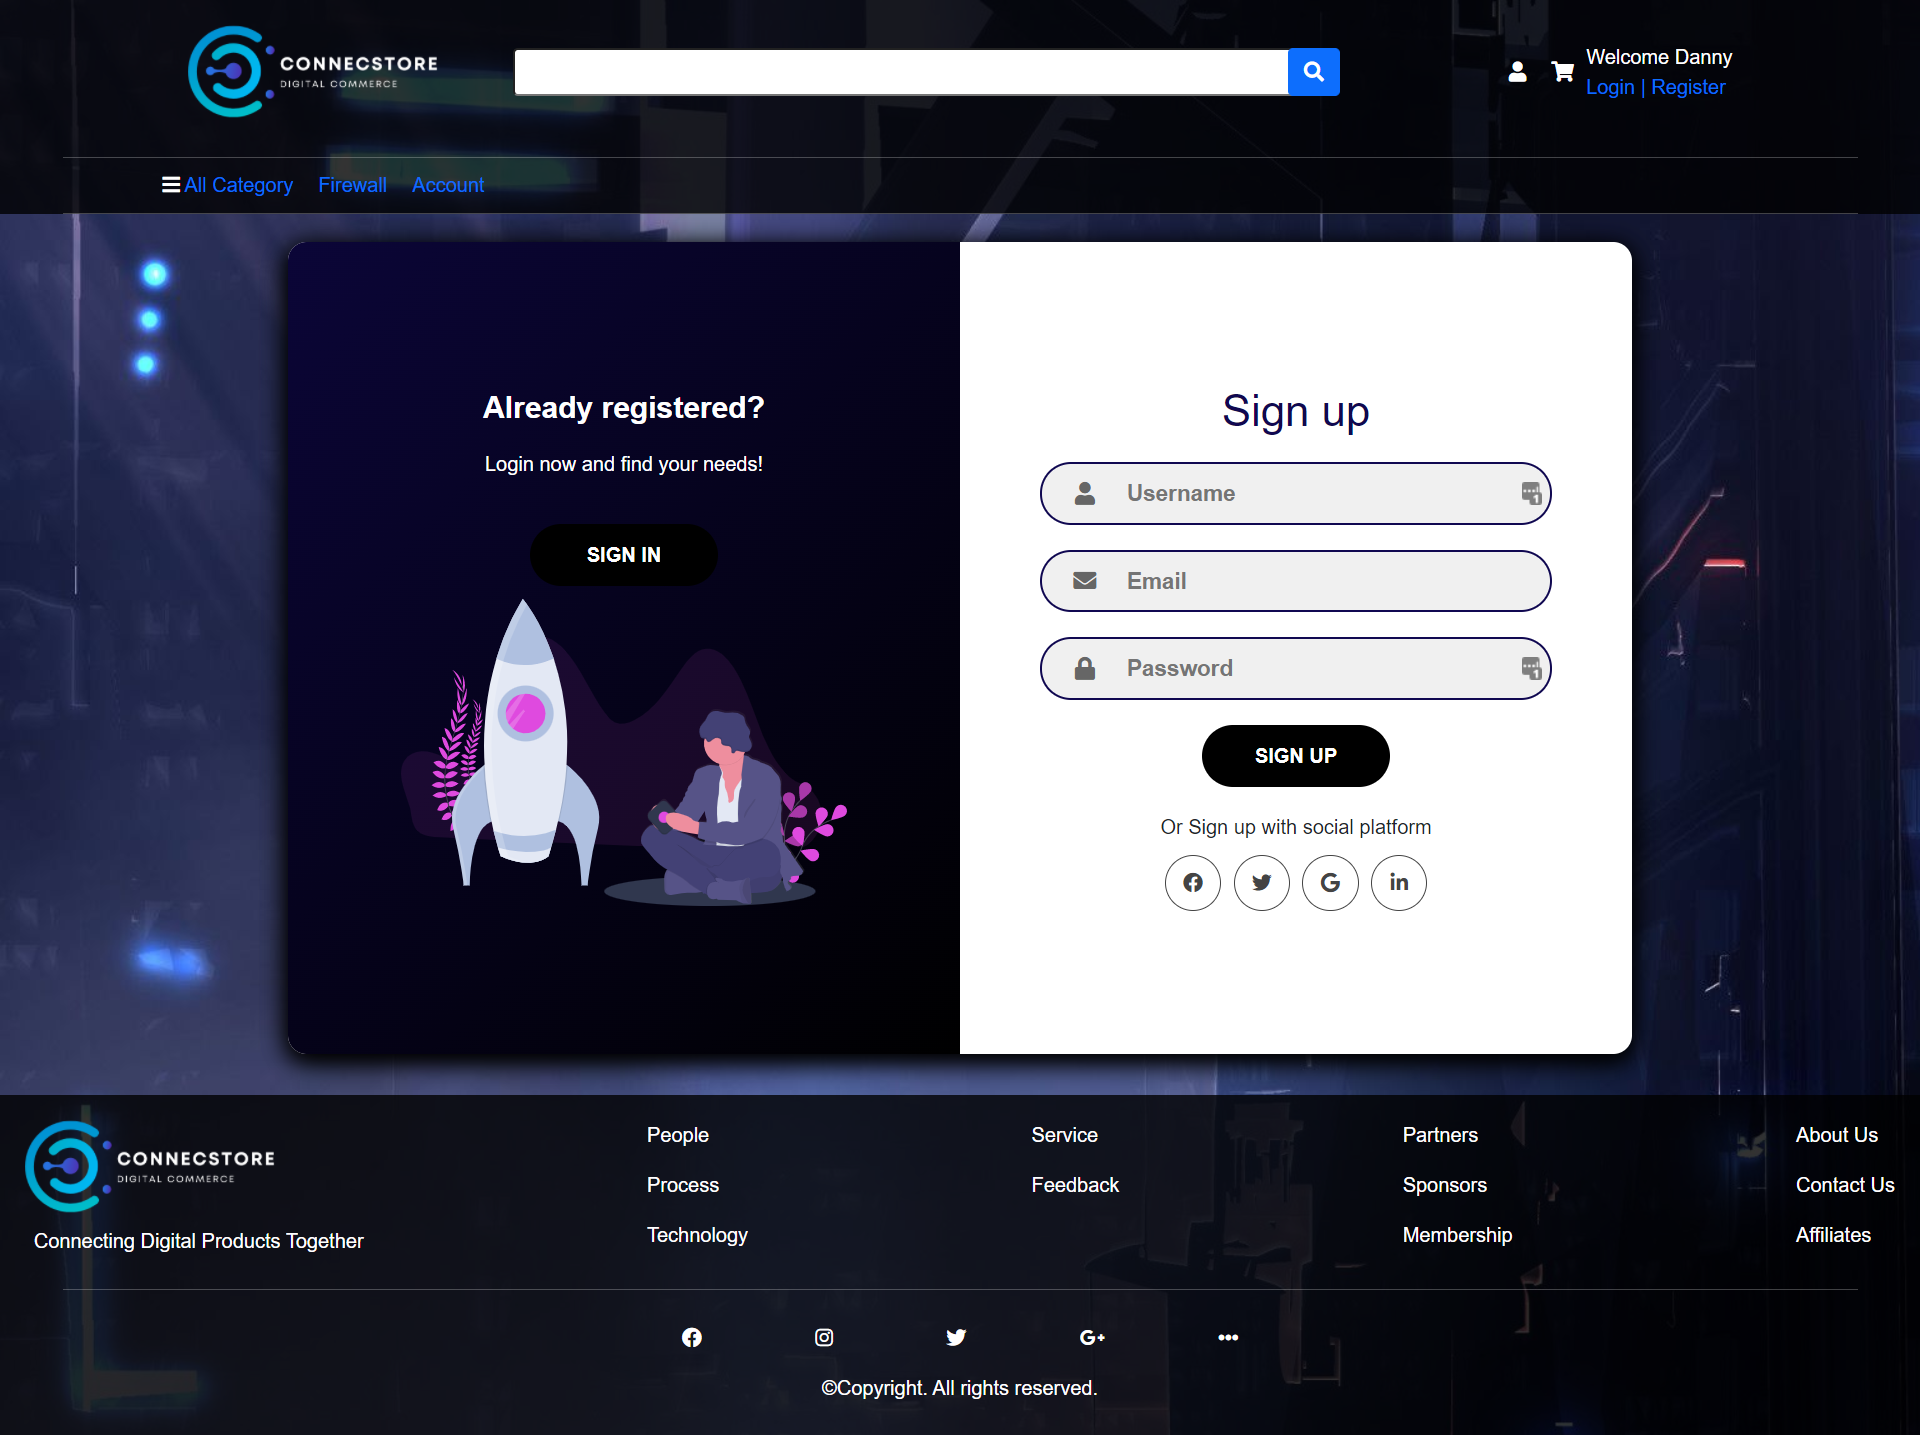 CONNECSTORE
DIGITAL COMMERCE
Welcome Danny
Login | Register
All Category
Firewall
Account
Already registered?
Login now and find your needs!
SIGN IN
Sign up
Username
1
Email
Password
1
SIGN UP
Or Sign up with social platform
CONNECSTORE
DIGITAL COMMERCE
Connecting Digital Products Together
People
Process
Technology
Service
Feedback
Partners
Sponsors
Membership
About Us
Contact Us
Affiliates
©Copyright. All rights reserved.